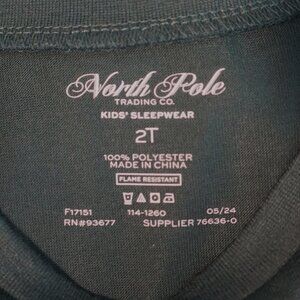 North Pole
TRADING CO.
KIDS' SLEEPWEAR
2T
100% POLYESTER
MADE IN CHINA
FLAME RESISTANT
F17151 114-1260 05/24
RN#93677 SUPPLIER 76636-0